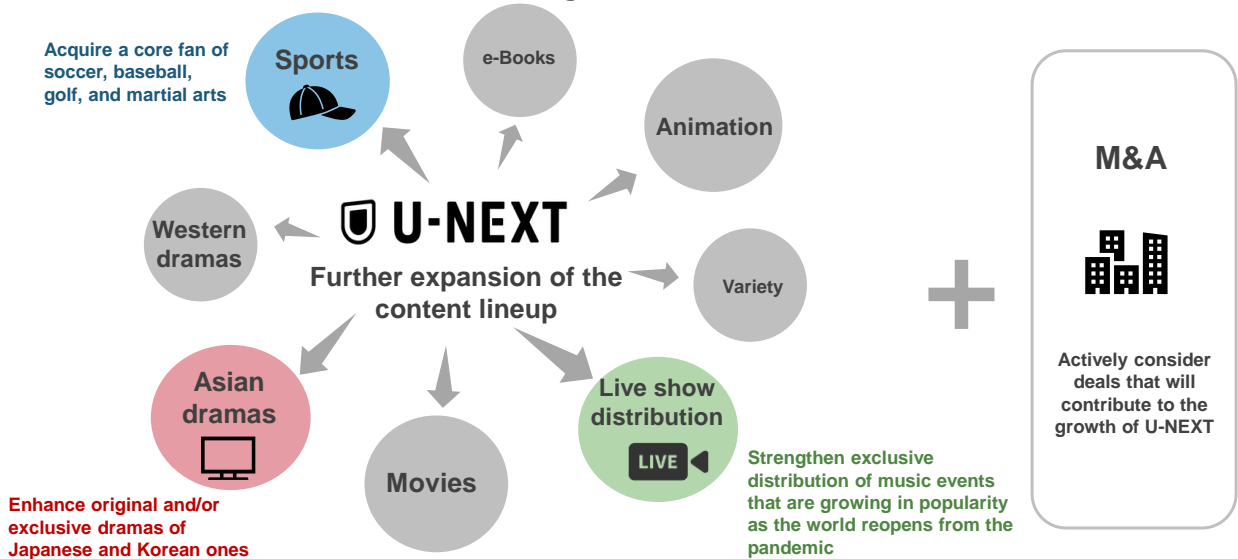 Acquire a core fan of
soccer, baseball,
golf, and martial arts
Sports
e-Books
Animation
Western
dramas
U-NEXT
Further expansion of the
content lineup
Variety
Asian
dramas
Enhance original and/or
exclusive dramas of
Japanese and Korean ones
Movies
Live show
distribution
LIVE
Strengthen exclusive
distribution of music events
that are growing in popularity
as the world reopens from the
pandemic
M&A
Actively consider
deals that will
contribute to the
growth of U-NEXT